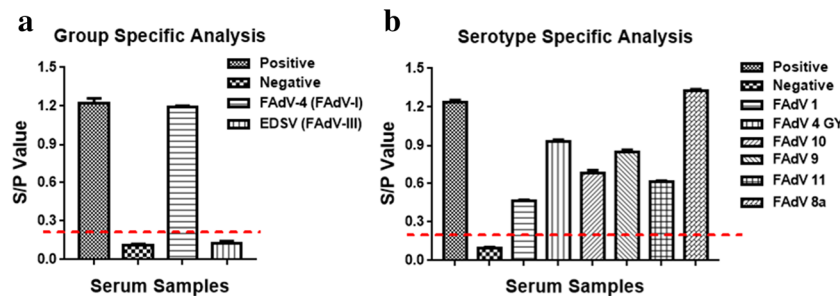 a
Group Specific Analysis
S/P Value
1.5
1.2
0.9
0.6
0.3
0.0
Serum Samples
Positive
Negative
FAdV-4 (FAdV-I)
EDSV (FAdV-III)
b
Serotype Specific Analysis
S/P Value
1.5
1.2
0.9
0.6
0.3
0.0
Serum Samples
Positive
Negative
FAdV 1
FAdV 4 GY
FAdV 10
FAdV 9
FAdV 11
FAdV 8a